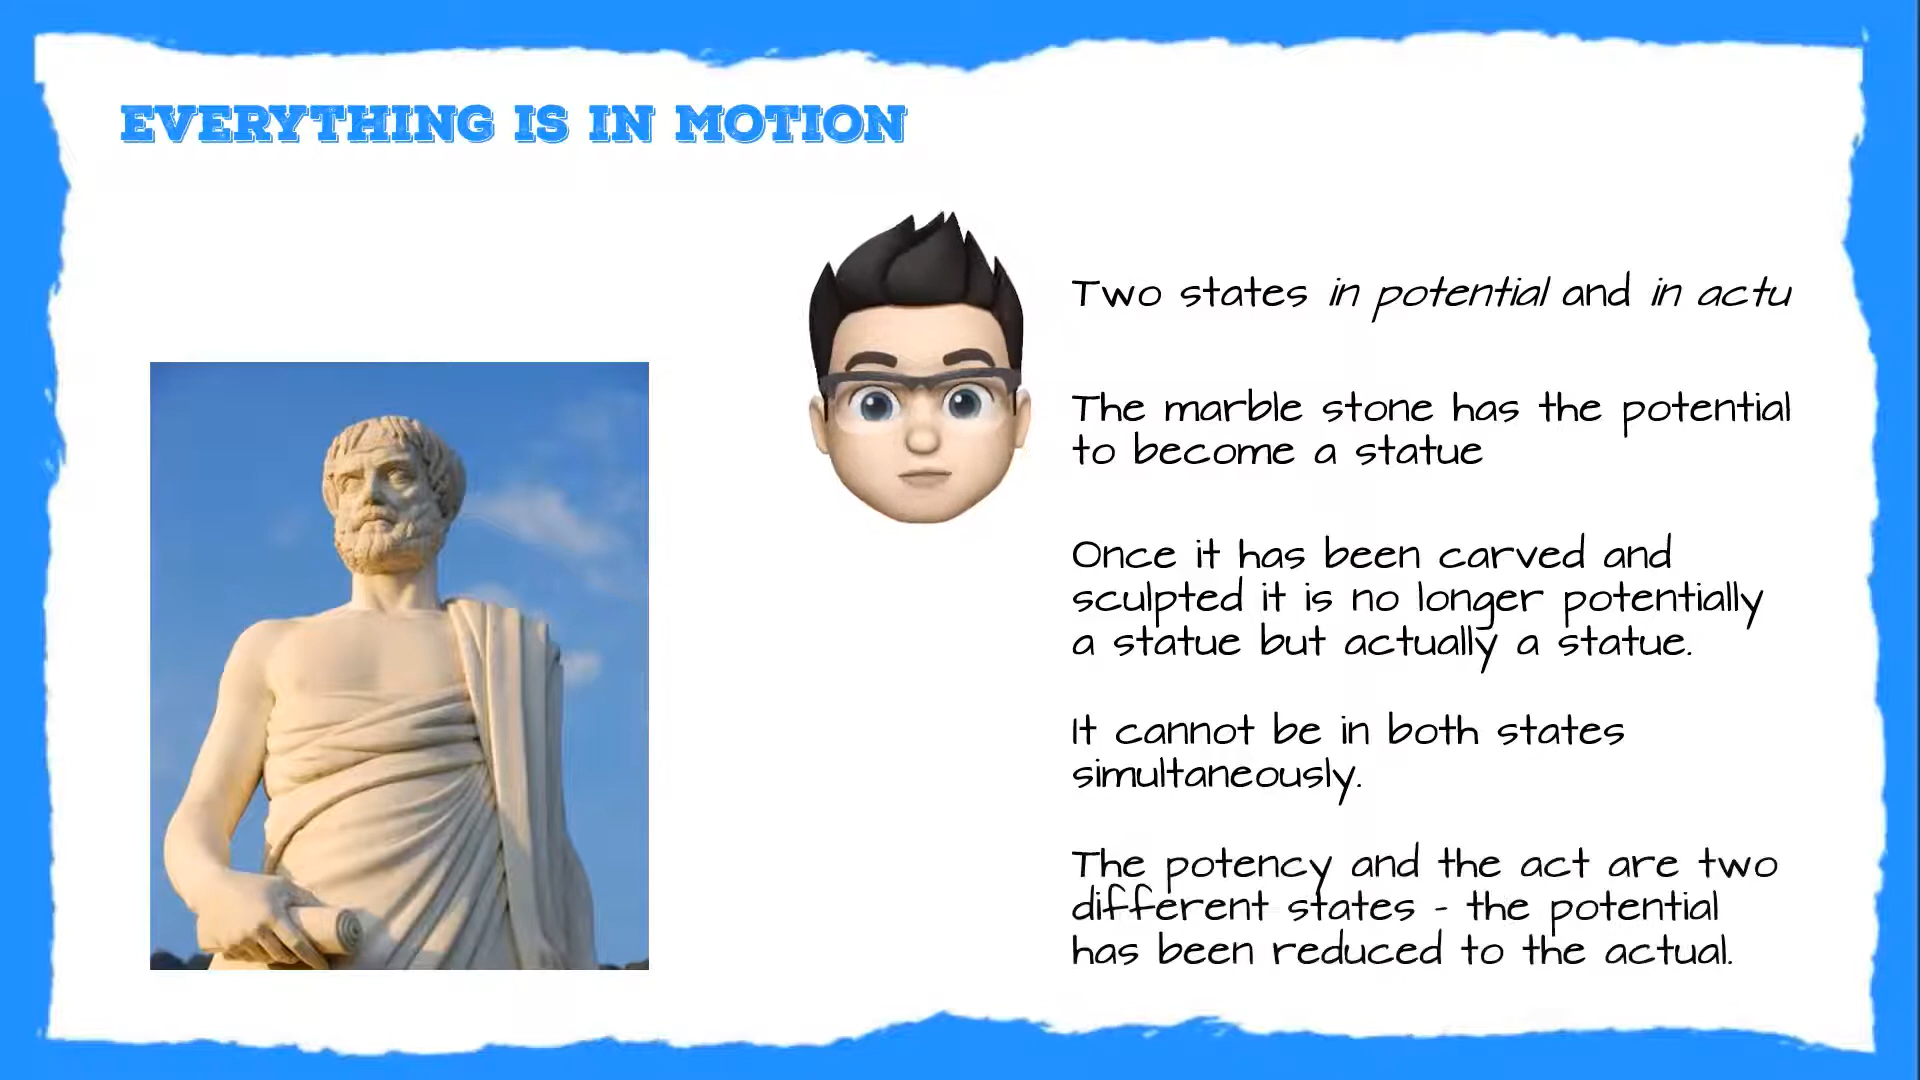 EVERYTHING IS IN MOTION
Two states in potential and in actu
The marble stone has the potential
to become a statue
Once it has been carved and
sculpted it is no longer potentially
a statue but actually a statue.
It cannot be in both states
simultaneously.
The potency and the act are two
different states - the potential
has been reduced to the actual.